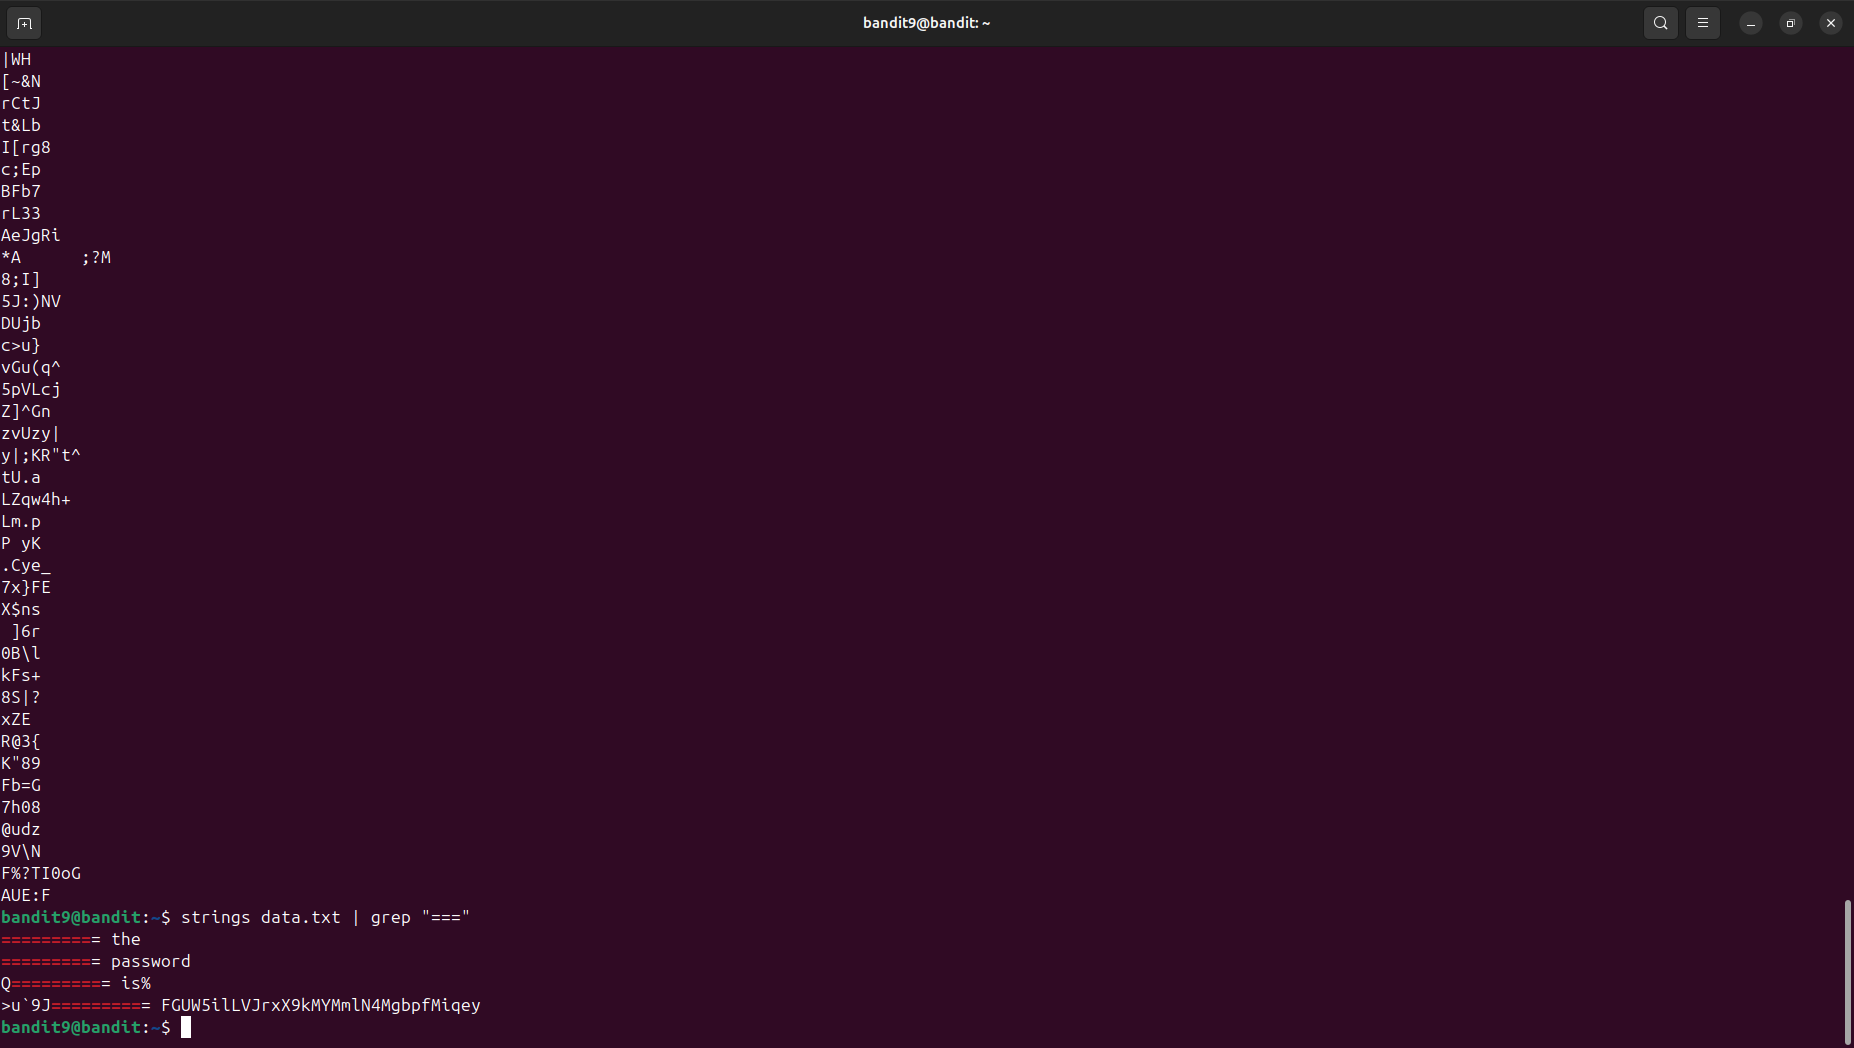 bandit9@bandit: ~
|WH
[~&N
rCtJ
t&Lb
I[rg8
c;Ep
BFb7
rL33
AeJgRi
*A      ;?M
8;I]
5J:)NV
DUjb
c>u}
vGu(q^
5pVLcj
Z]^Gn
zvUzy|
y|;KR"t^
tU.a
LZqw4h+
Lm.p
P yK
.Cye_
7x}FE
X$ns
 ]6r
0B\l
kFs+
8S|?
xZE
R@3{
K"89
Fb=G
7h08
@udz
9V\N
F%?TI0oG
AUE:F
bandit9@bandit:~$ strings data.txt | grep "==="
========== the
========== password
Q========== is%
>u`9J========== FGUW5ilLVJrxX9kMYMmlN4MgbpfMiqey
bandit9@bandit:~$